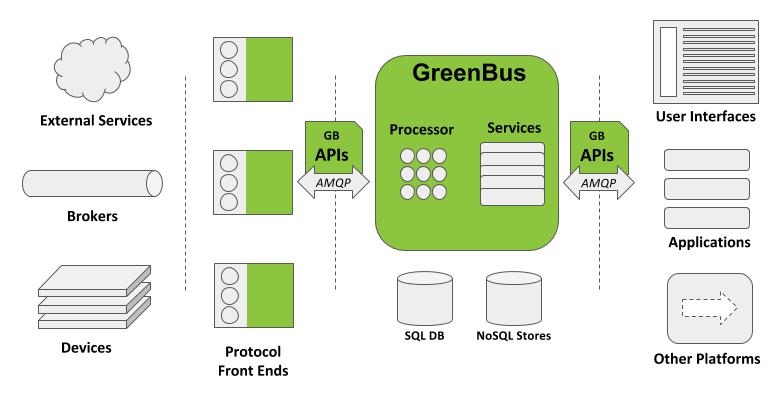 External Services
Brokers
Devices
Protocol
Front Ends
GB
APIs
AMQP
GreenBus
Processor
Services
SQL DB
NoSQL Stores
GB
APIs
AMQP
User Interfaces
Applications
Other Platforms